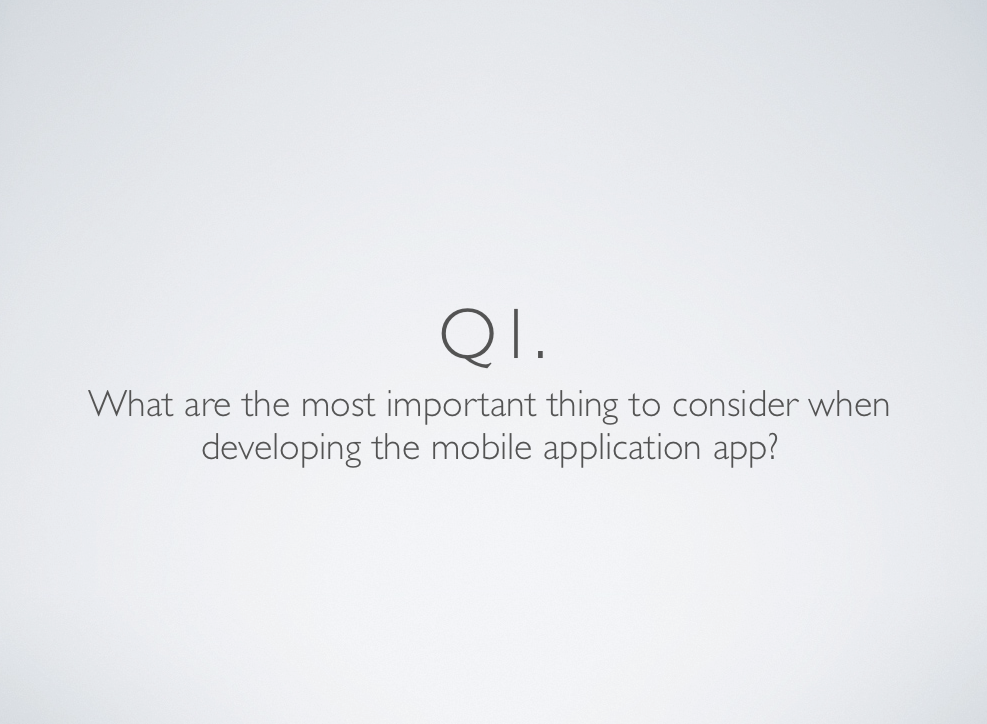 Q1.
What are the most important thing to consider when
developing the mobile application app?